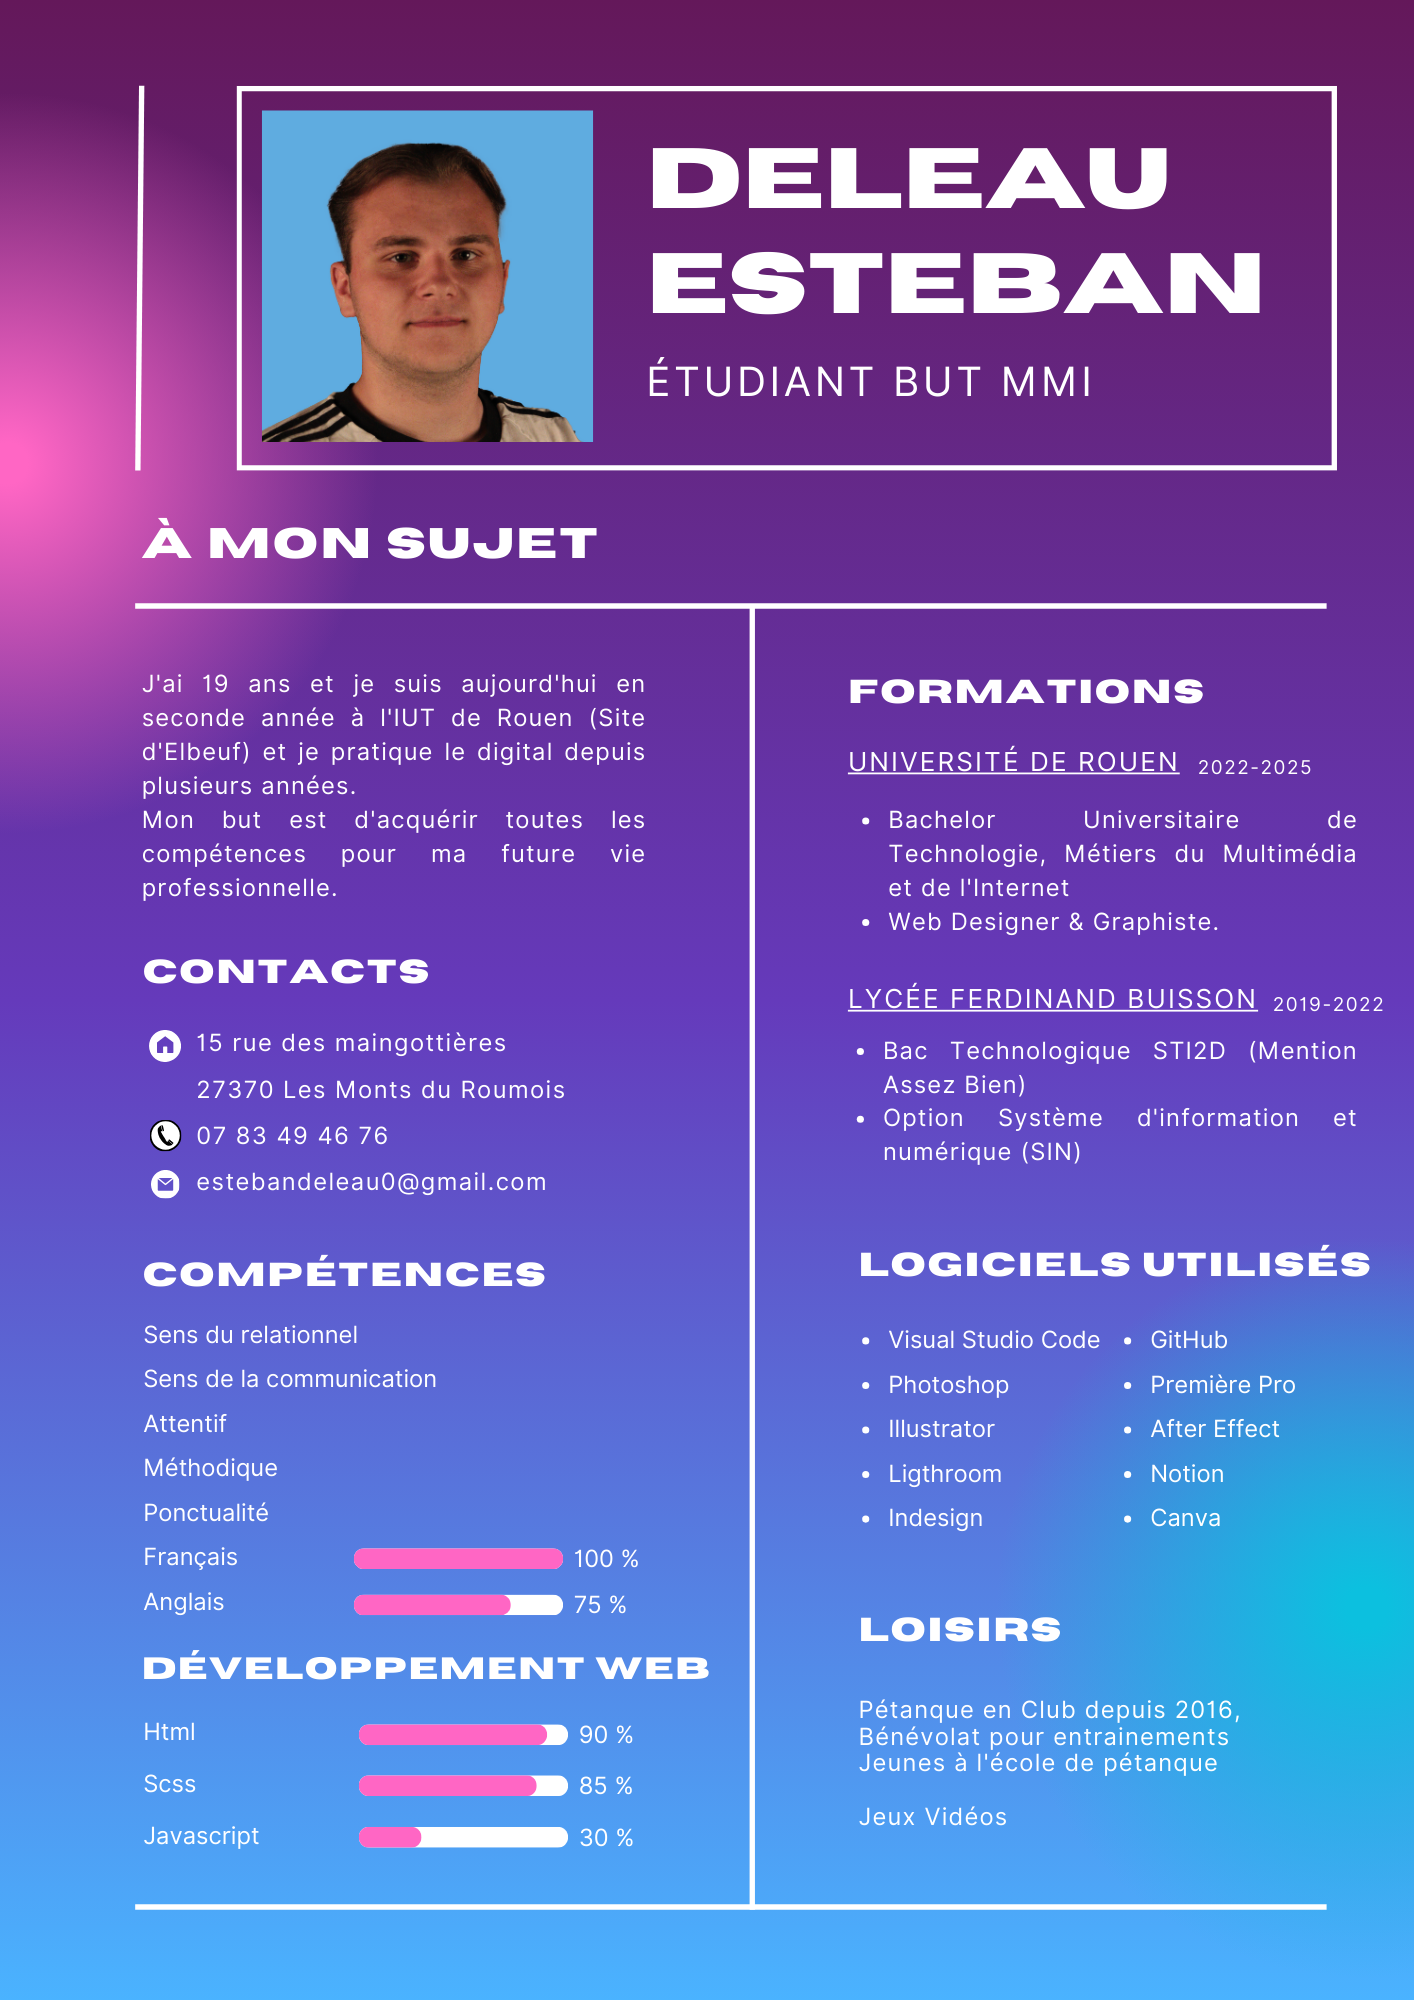 DELEAU
ESTEBAN
ÉTUDIANT BUT MMI
À MON SUJET
J'ai 19 ans et je suis aujourd'hui en
seconde année à l'IUT de Rouen (Site
d'Elbeuf) et je pratique le digital depuis
plusieurs années.
Mon but est d'acquérir toutes les
compétences pour ma future vie
professionnelle.
CONTACTS
15 rue des maingottières
27370 Les Monts du Roumois
07 83 49 46 76
estebandeleau0@gmail.com
COMPÉTENCES
Sens du relationnel
Sens de la communication
Attentif
Méthodique
Ponctualité
Français 100 %
Anglais 75 %
DÉVELOPPEMENT WEB
Html 90 %
Scss 85 %
Javascript 30 %
FORMATIONS
UNIVERSITÉ DE ROUEN 2022-2025
• Bachelor Universitaire de
Technologie, Métiers du Multimédia
et de l'Internet
• Web Designer & Graphiste.
LYCÉE FERDINAND BUISSON 2019-2022
• Bac Technologique STI2D (Mention
Assez Bien)
• Option Système d'information et
numérique (SIN)
LOGICIELS UTILISÉS
• Visual Studio Code
• Photoshop
• Illustrator
• Ligthroom
• Indesign
• GitHub
• Première Pro
• After Effect
• Notion
• Canva
LOISIRS
Pétanque en Club depuis 2016,
Bénévolat pour entrainements
Jeunes à l'école de pétanque
Jeux Vidéos